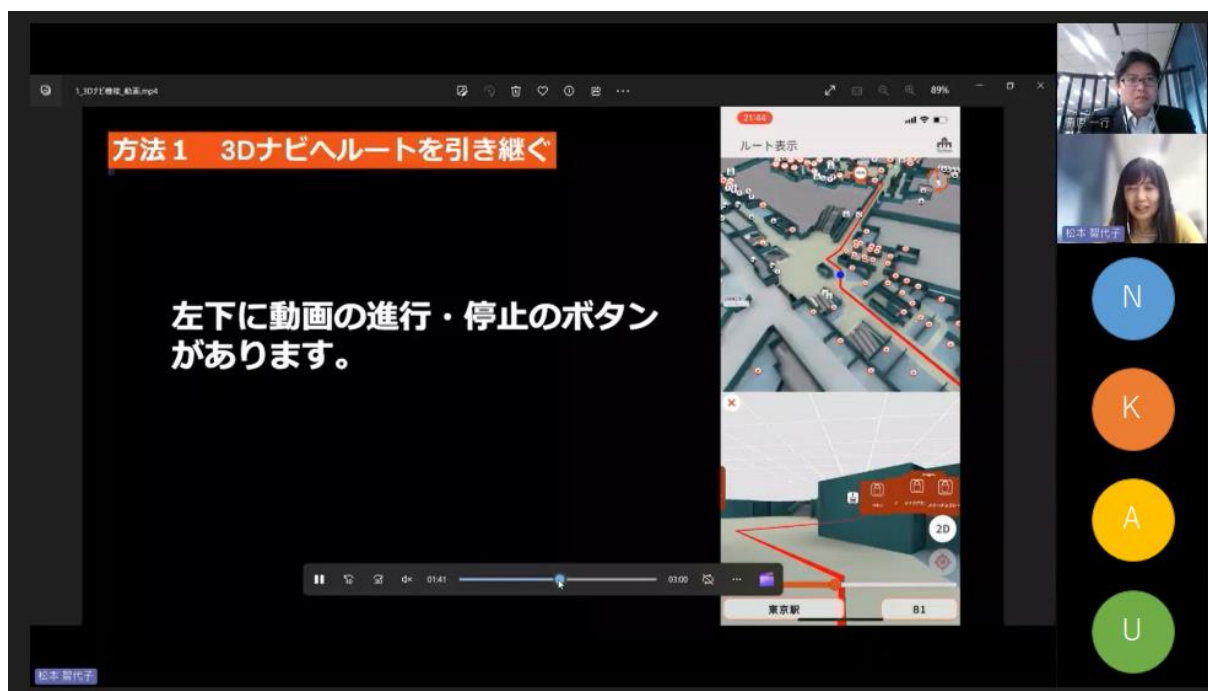 1_3Dナビ機能_動画.mp4
89%
方法1 3Dナビへルートを引き継ぐ
左下に動画の進行・停止のボタン
があります。
21:44
ルート表示
2D
東京駅
B1
01:41
03:00
松本 智代子
N
K
A
U
松本 智代子